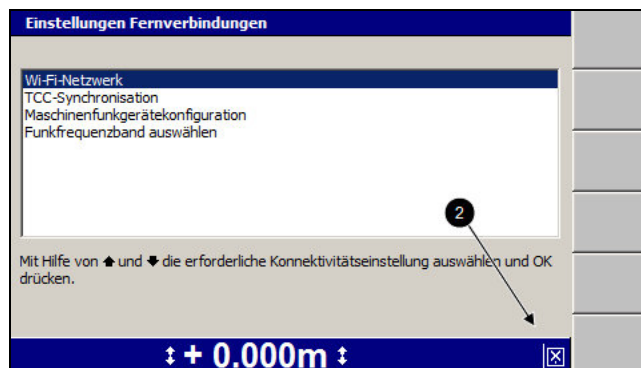 Einstellungen Fernverbindungen
Wi-Fi-Netzwerk
TCC-Synchronisation
Maschinenfunkgerätekonfiguration
Funkfrequenzband auswählen
2
Mit Hilfe von ⬆ und ⬇ die erforderliche Konnektivitätseinstellung auswählen und OK
drücken.
↕ + 0.000m ↕